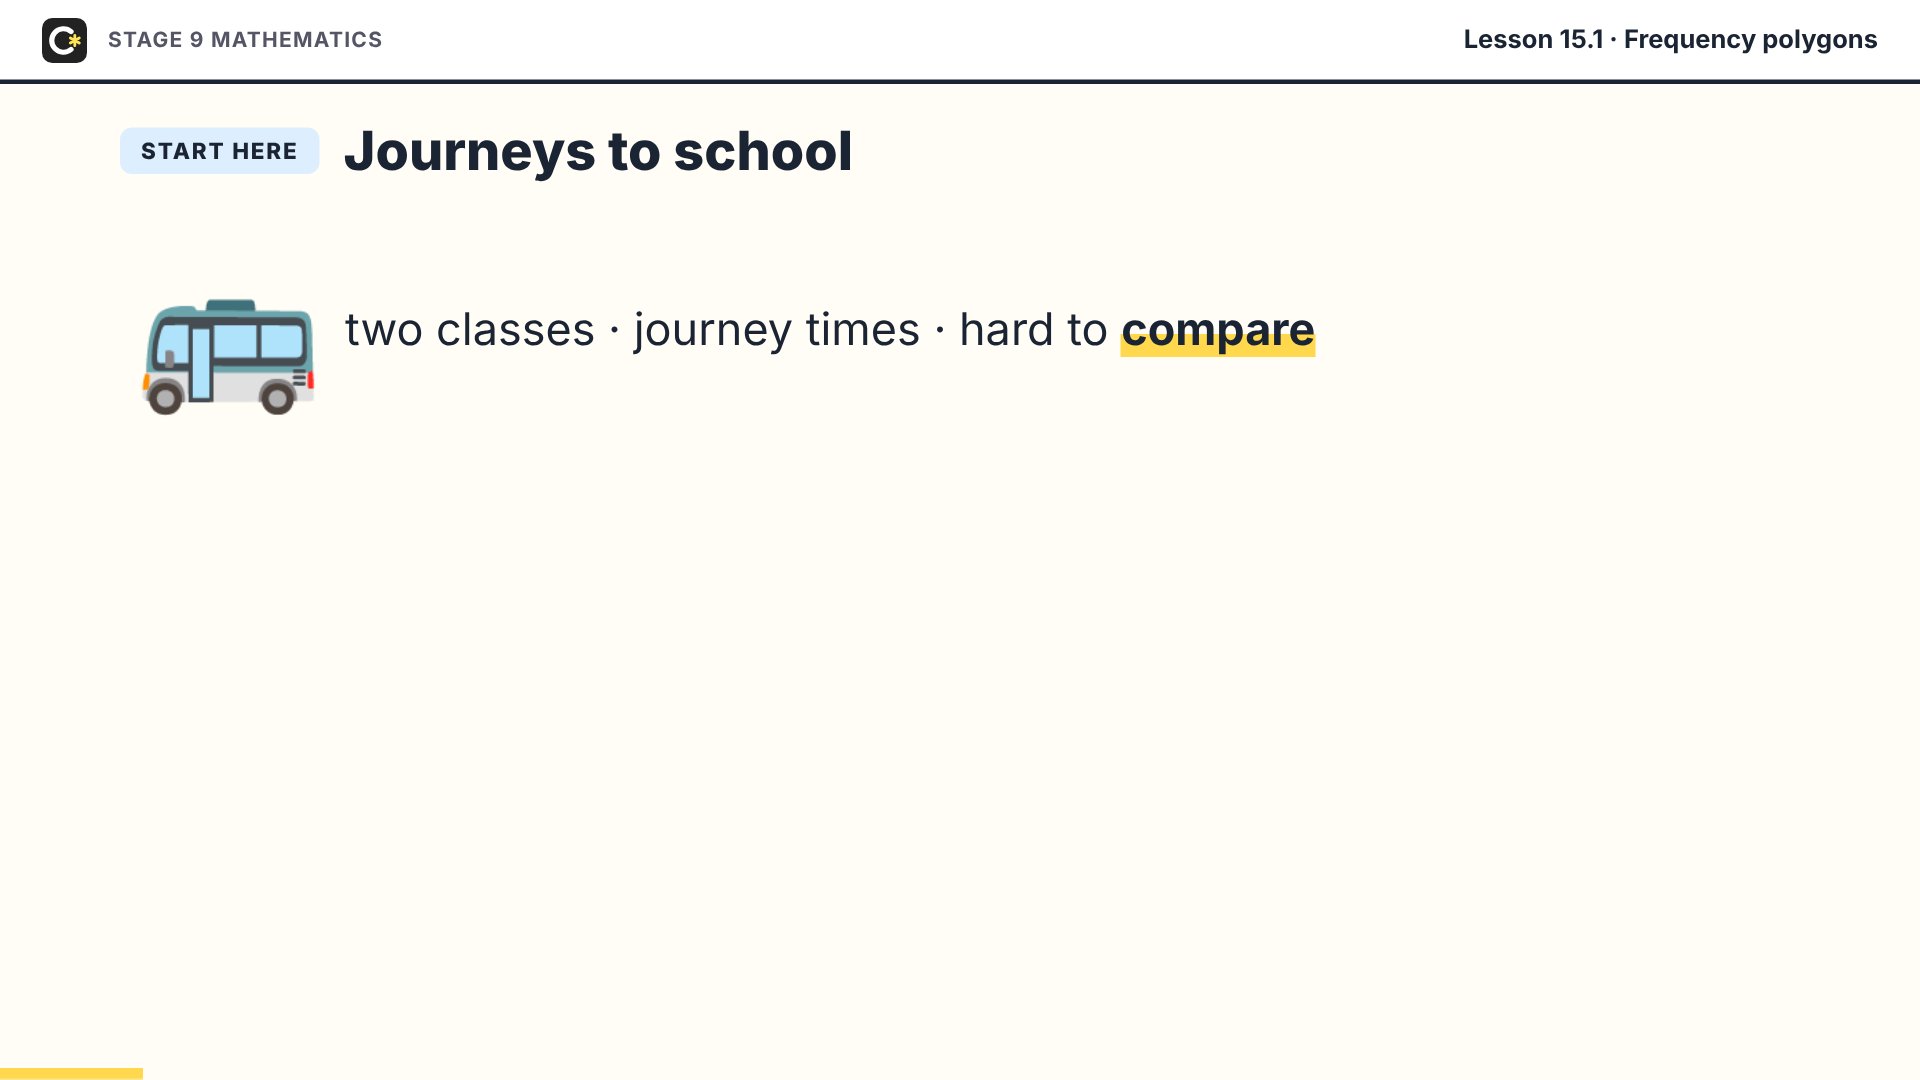 STAGE 9 MATHEMATICS
Lesson 15.1 · Frequency polygons
START HERE
Journeys to school
two classes · journey times · hard to compare